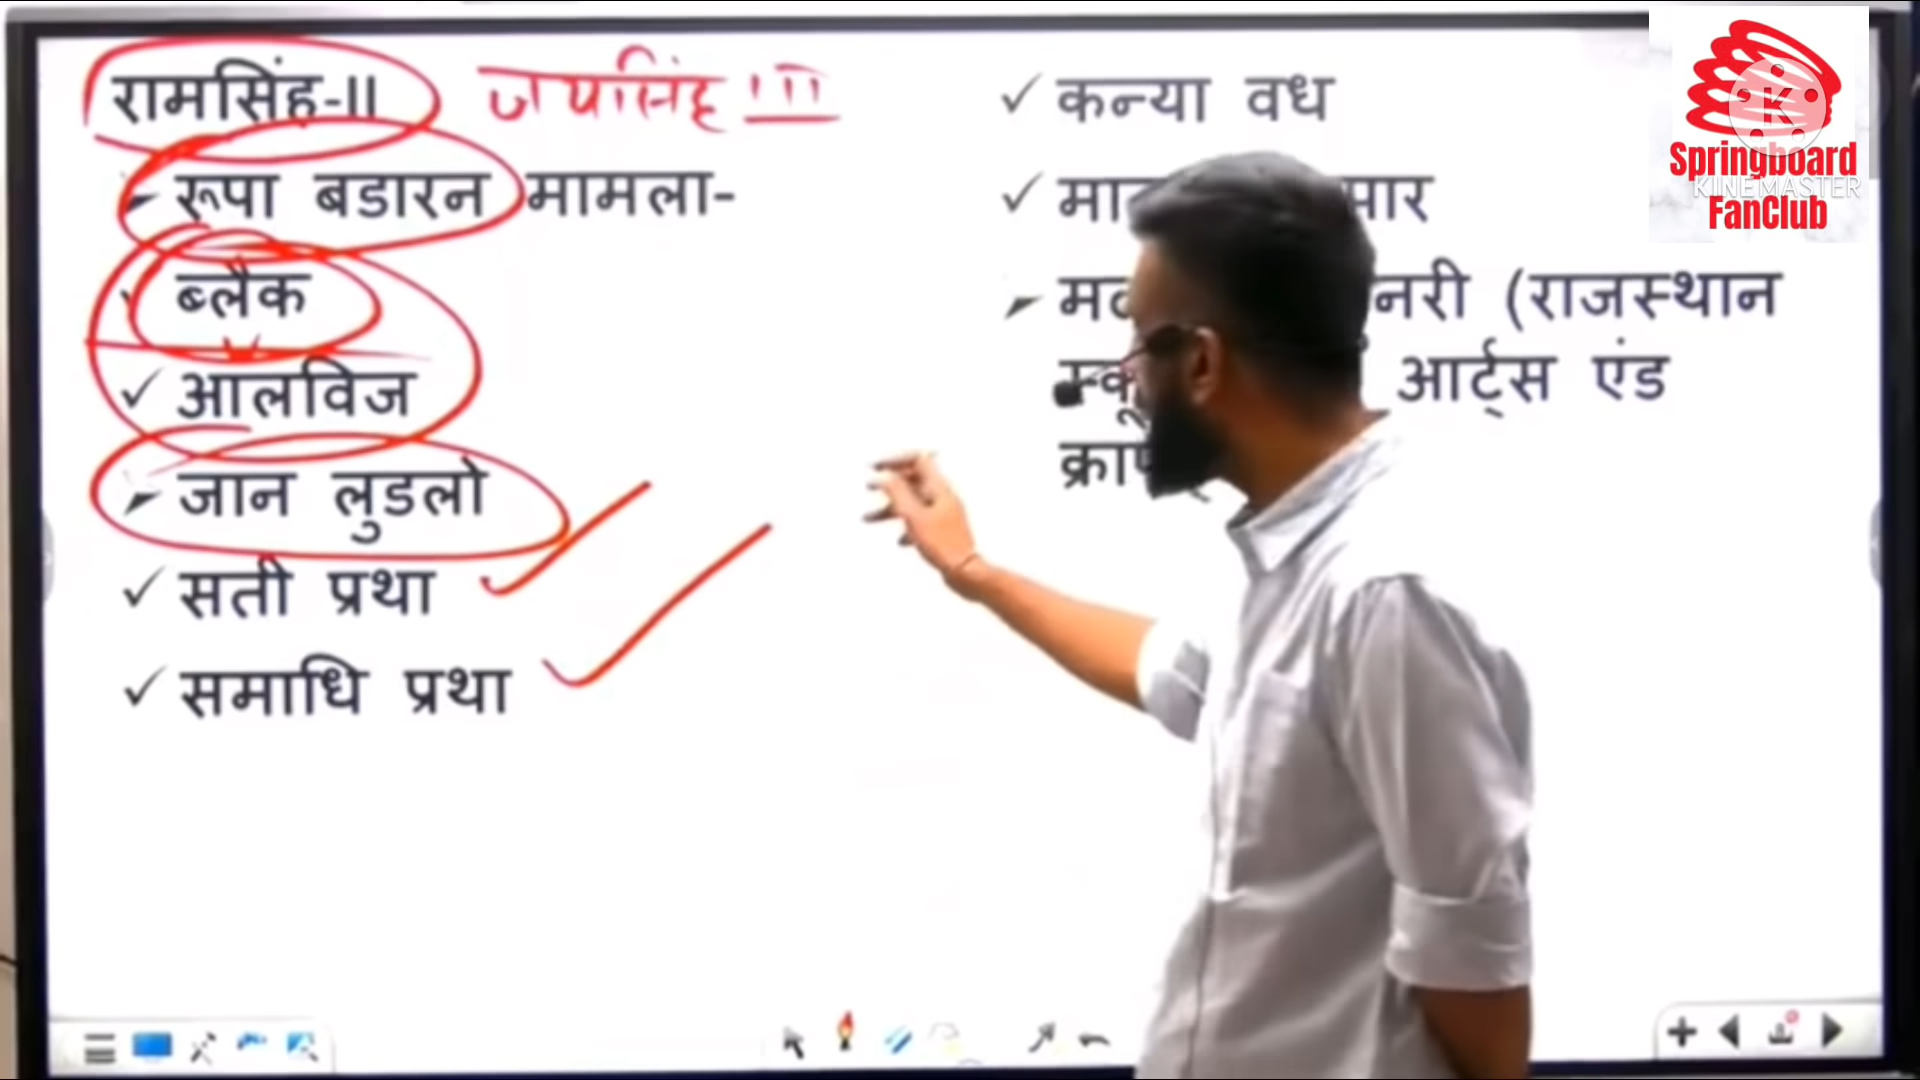 रामसिंह-II जयसिंह III
रूपा बडारन मामला-
ब्लैक
आलविज
जान लुडलो
सती प्रथा
समाधि प्रथा
कन्या वध
नरी (राजस्थान
आर्ट्स एंड
Springboard
KINEMASTER
FanClub